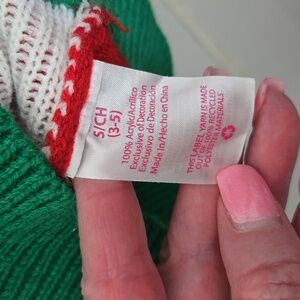 S/CH
(3-5)
100% Acrylic/Acrílico
Exclusive of Decoration
Exclusivo de Decoración
Made in/Hecho en China
THIS LABEL YARN IS MADE
OUT OF 100% RECYCLED
POLYESTER MATERIALS